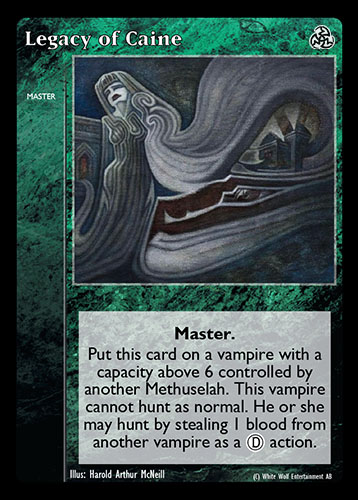 Legacy of Caine
MASTER
Master.
Put this card on a vampire with a
capacity above 6 controlled by
another Methuselah. This vampire
cannot hunt as normal. He or she
may hunt by stealing 1 blood from
another vampire as a Ⓓ action.
Illus: Harold Arthur McNeill
(C) White Wolf Entertainment AB